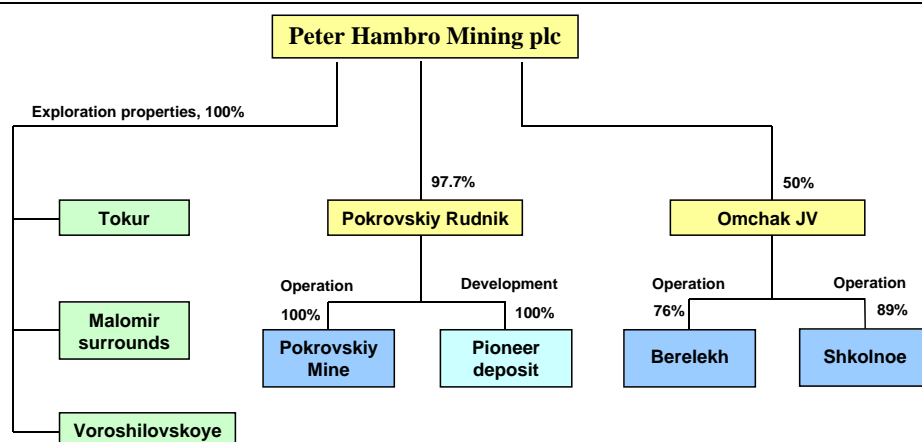 Peter Hambro Mining plc
Exploration properties, 100%
97.7%
50%
Tokur
Pokrovskiy Rudnik
Omchak JV
Operation
Development
Operation
Operation
100%
100%
76%
89%
Malomir
surrounds
Pokrovskiy
Mine
Pioneer
deposit
Berelekh
Shkolnoe
Voroshilovskoye